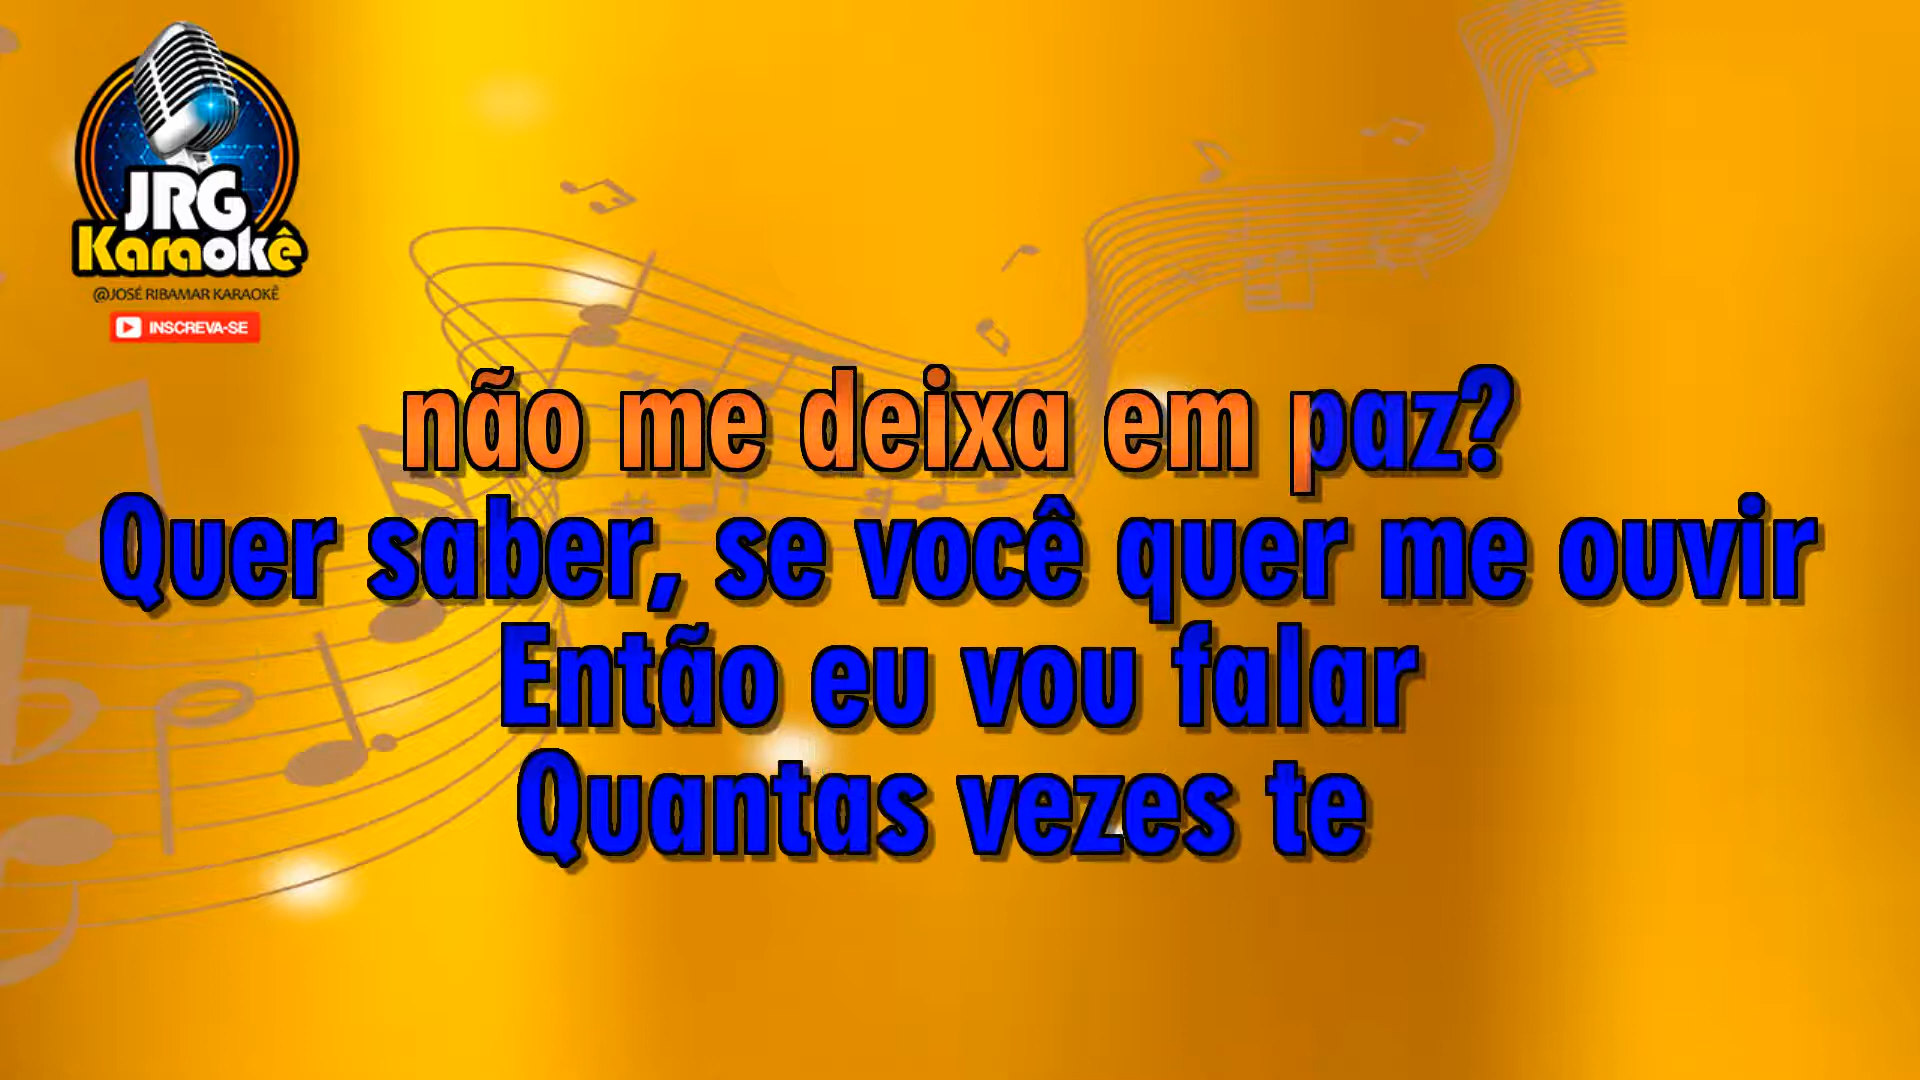 JRG
Karaokê
@JOSÉ RIBAMAR KARAOKÊ
INSCREVA-SE
não me deixa em paz?
Quer saber, se você quer me ouvir
Então eu vou falar
Quantas vezes te